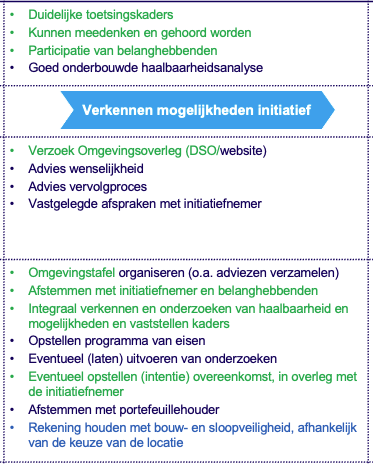 • Duidelijke toetsingskaders
• Kunnen meedenken en gehoord worden
• Participatie van belanghebbenden
• Goed onderbouwde haalbaarheidsanalyse
Verkennen mogelijkheden initiatief
• Verzoek Omgevingsoverleg (DSO/website)
• Advies wenselijkheid
• Advies vervolgproces
• Vastgelegde afspraken met initiatiefnemer
• Omgevingstafel organiseren (o.a. adviezen verzamelen)
• Afstemmen met initiatiefnemer en belanghebbenden
• Integraal verkennen en onderzoeken van haalbaarheid en
mogelijkheden en vaststellen kaders
• Opstellen programma van eisen
• Eventueel (laten) uitvoeren van onderzoeken
• Eventueel opstellen (intentie) overeenkomst, in overleg met
de initiatiefnemer
• Afstemmen met portefeuillehouder
• Rekening houden met bouw- en sloopveiligheid, afhankelijk
van de keuze van de locatie